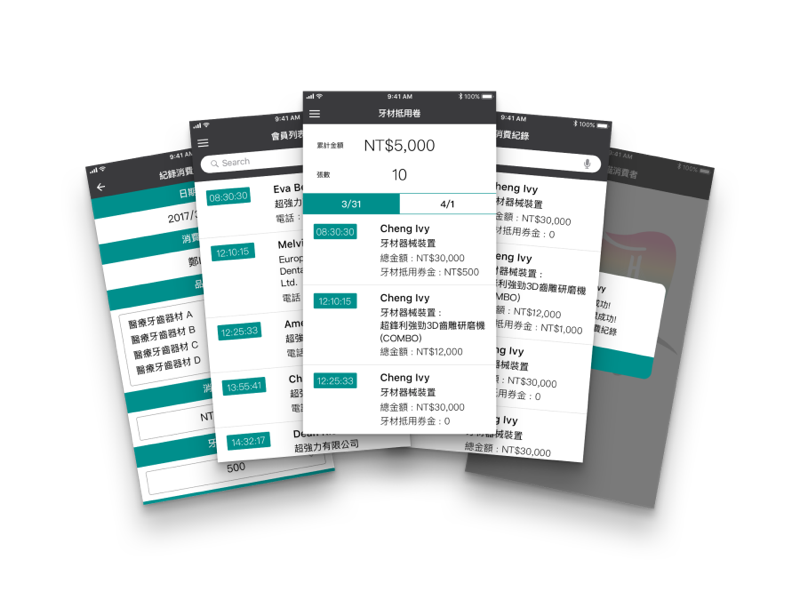 9:41 AM
紀錄消費
日期
2017/3
消費
鄭
品
醫療牙齒器材 A
醫療牙齒器材 B
醫療牙齒器材 C
醫療牙齒器材 D
消
NT
牙
500
9:41 AM
會員列表
Search
08:30:30
Eva Be
超強力
電話：
12:10:15
Melvi
Europ
Denta
Ltd.
電話
12:25:33
Ame
超強
電話
13:55:41
Ch
超
電
14:32:17
Dean
超強力有限公司
9:41 AM
100%
牙材抵用卷
累計金額
NT$5,000
張數
10
3/31
4/1
08:30:30
Cheng Ivy
牙材器械裝置
總金額：NT$30,000
牙材抵用券金：NT$500
12:10:15
Cheng Ivy
牙材器械裝置：
超鋒利強勁3D齒雕研磨機
(COMBO)
總金額：NT$12,000
12:25:33
Cheng Ivy
牙材器械裝置
總金額：NT$30,000
牙材抵用券金：0
9:41 AM
100%
消費紀錄
heng Ivy
材器械裝置
金額：NT$30,000
材抵用券金：0
heng Ivy
材器械裝置：
利強勁3D齒雕研磨機
OMBO)
金額：NT$12,000
材抵用券金：NT$1,000
ng Ivy
器械裝置
額：NT$30,000
抵用券金：0
ng Ivy
材器械裝置
總金額：NT$30,000
9:41 AM
100%
消費者
vy
成功!
成功!
費紀錄